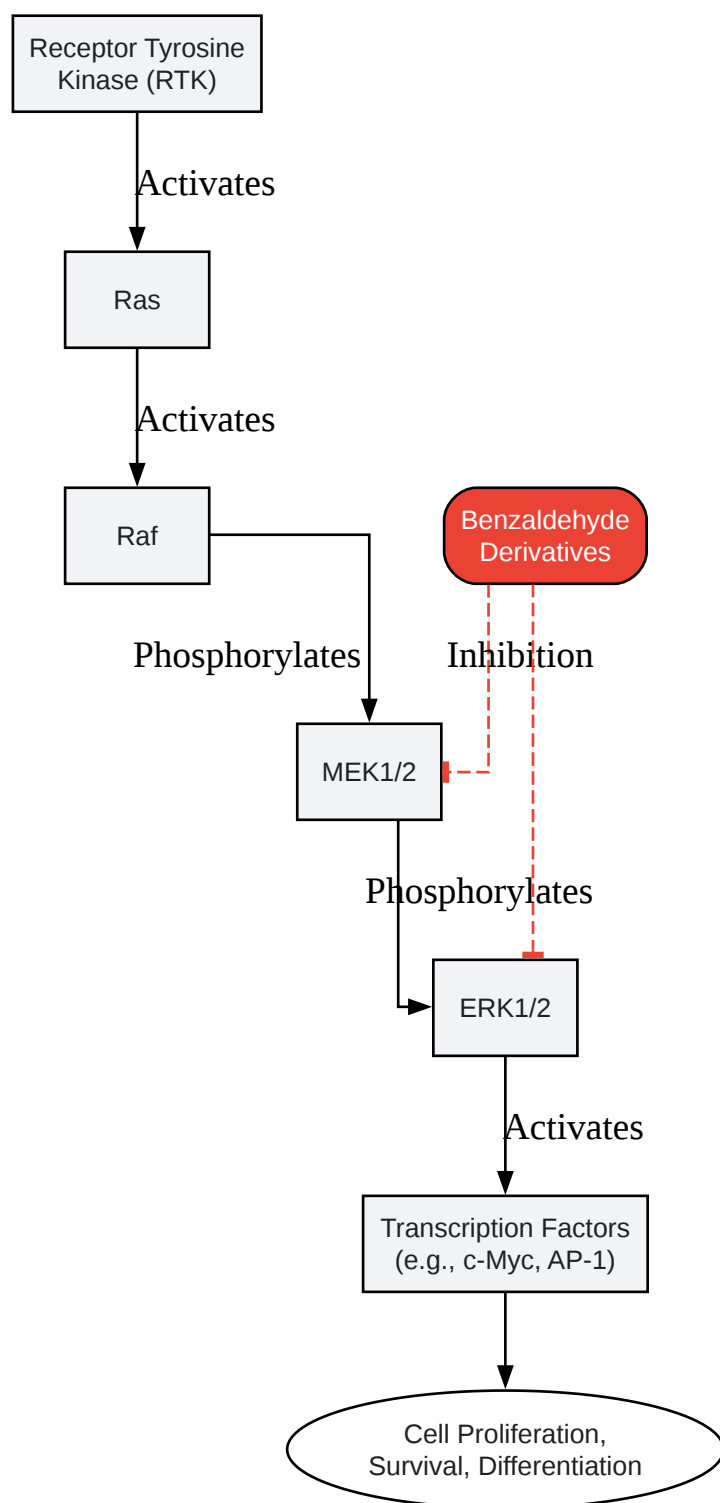 Receptor Tyrosine
Kinase (RTK)
Activates
Ras
Activates
Raf
Benzaldehyde
Derivatives
Phosphorylates
Inhibition
MEK1/2
Phosphorylates
ERK1/2
Activates
Transcription Factors
(e.g., c-Myc, AP-1)
Cell Proliferation,
Survival, Differentiation